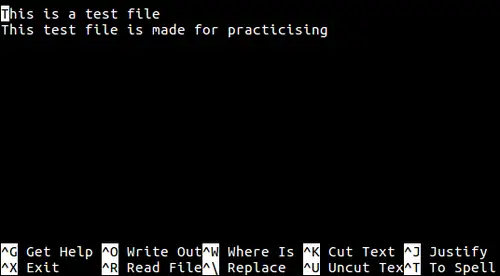 This is a test file
This test file is made for practicising
^G Get Help ^O Write Out ^W Where Is ^K Cut Text ^J Justify
^X Exit ^R Read File ^\ Replace ^U Uncut Tex ^T To Spell